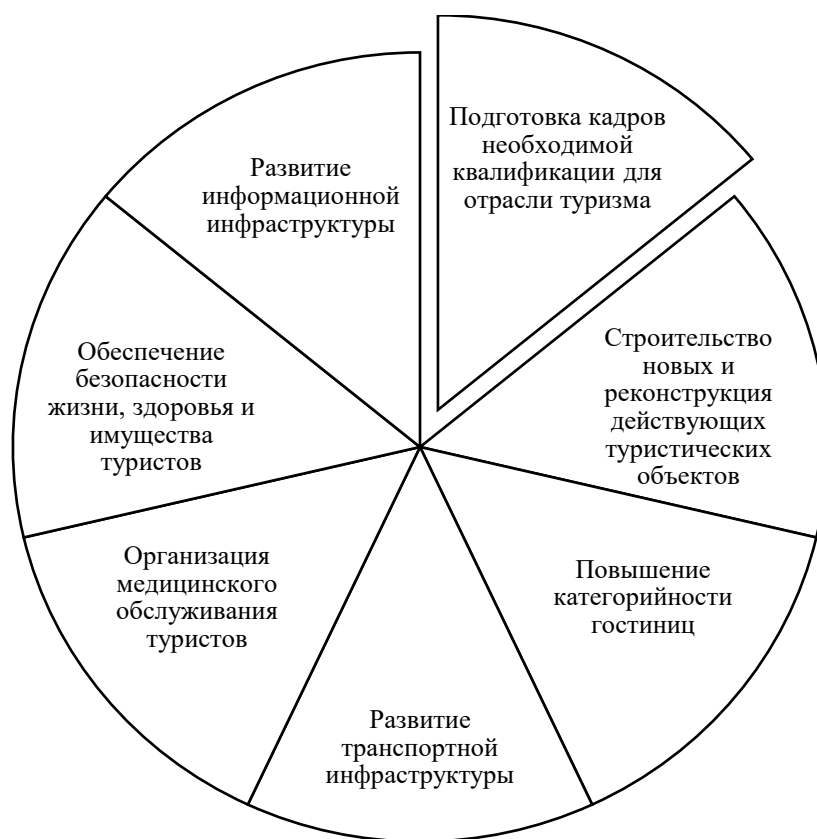 Подготовка кадров
необходимой
квалификации для
отрасли туризма
Строительство
новых и
реконструкция
действующих
туристических
объектов
Повышение
категорийности
гостиниц
Развитие
транспортной
инфраструктуры
Организация
медицинского
обслуживания
туристов
Обеспечение
безопасности
жизни, здоровья и
имущества
туристов
Развитие
информационной
инфраструктуры